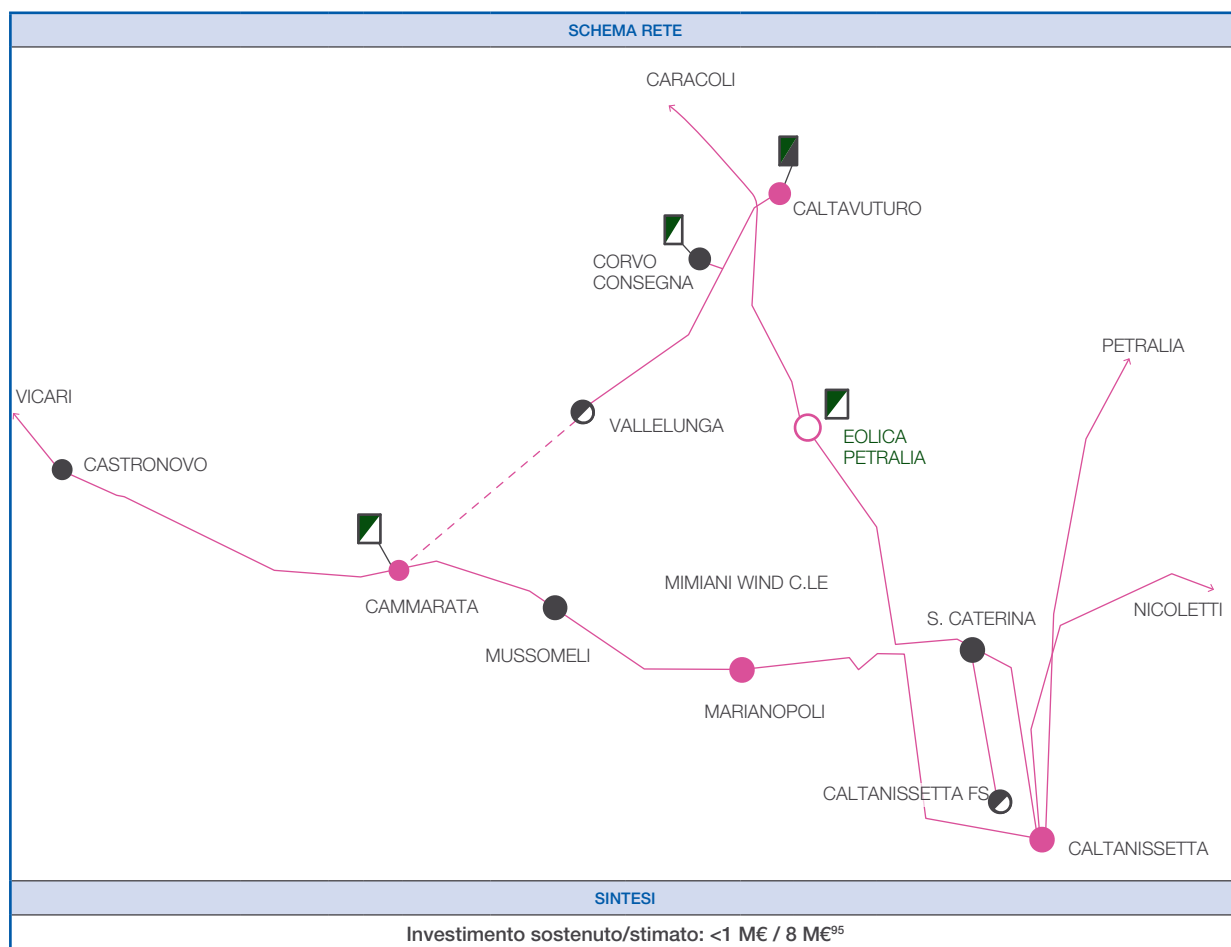 SCHEMA RETE
CARACOLI
CALTAVUTURO
CORVO
CONSEGNA
PETRALIA
VICARI
VALLELUNGA
EOLICA
PETRALIA
CASTRONOVO
MIMIANI WIND C.LE
NICOLETTI
CAMMARATA
S. CATERINA
MUSSOMELI
MARIANOPOLI
CALTANISSETTA FS
CALTANISSETTA
SINTESI
Investimento sostenuto/stimato: <1 M€ / 8 M€⁹⁵